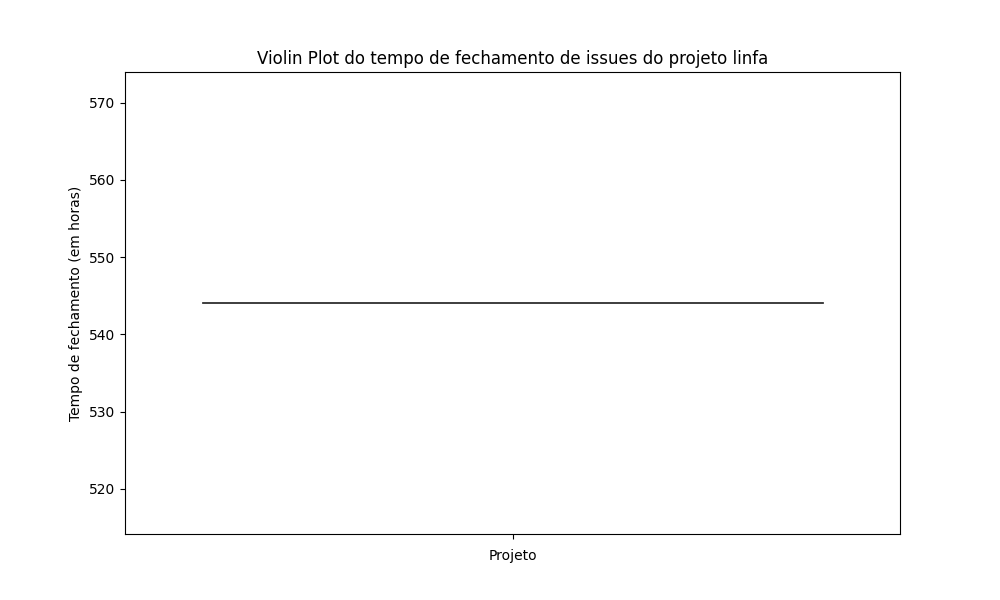 Violin Plot do tempo de fechamento de issues do projeto linfa
Tempo de fechamento (em horas)
570
560
550
540
530
520
Projeto